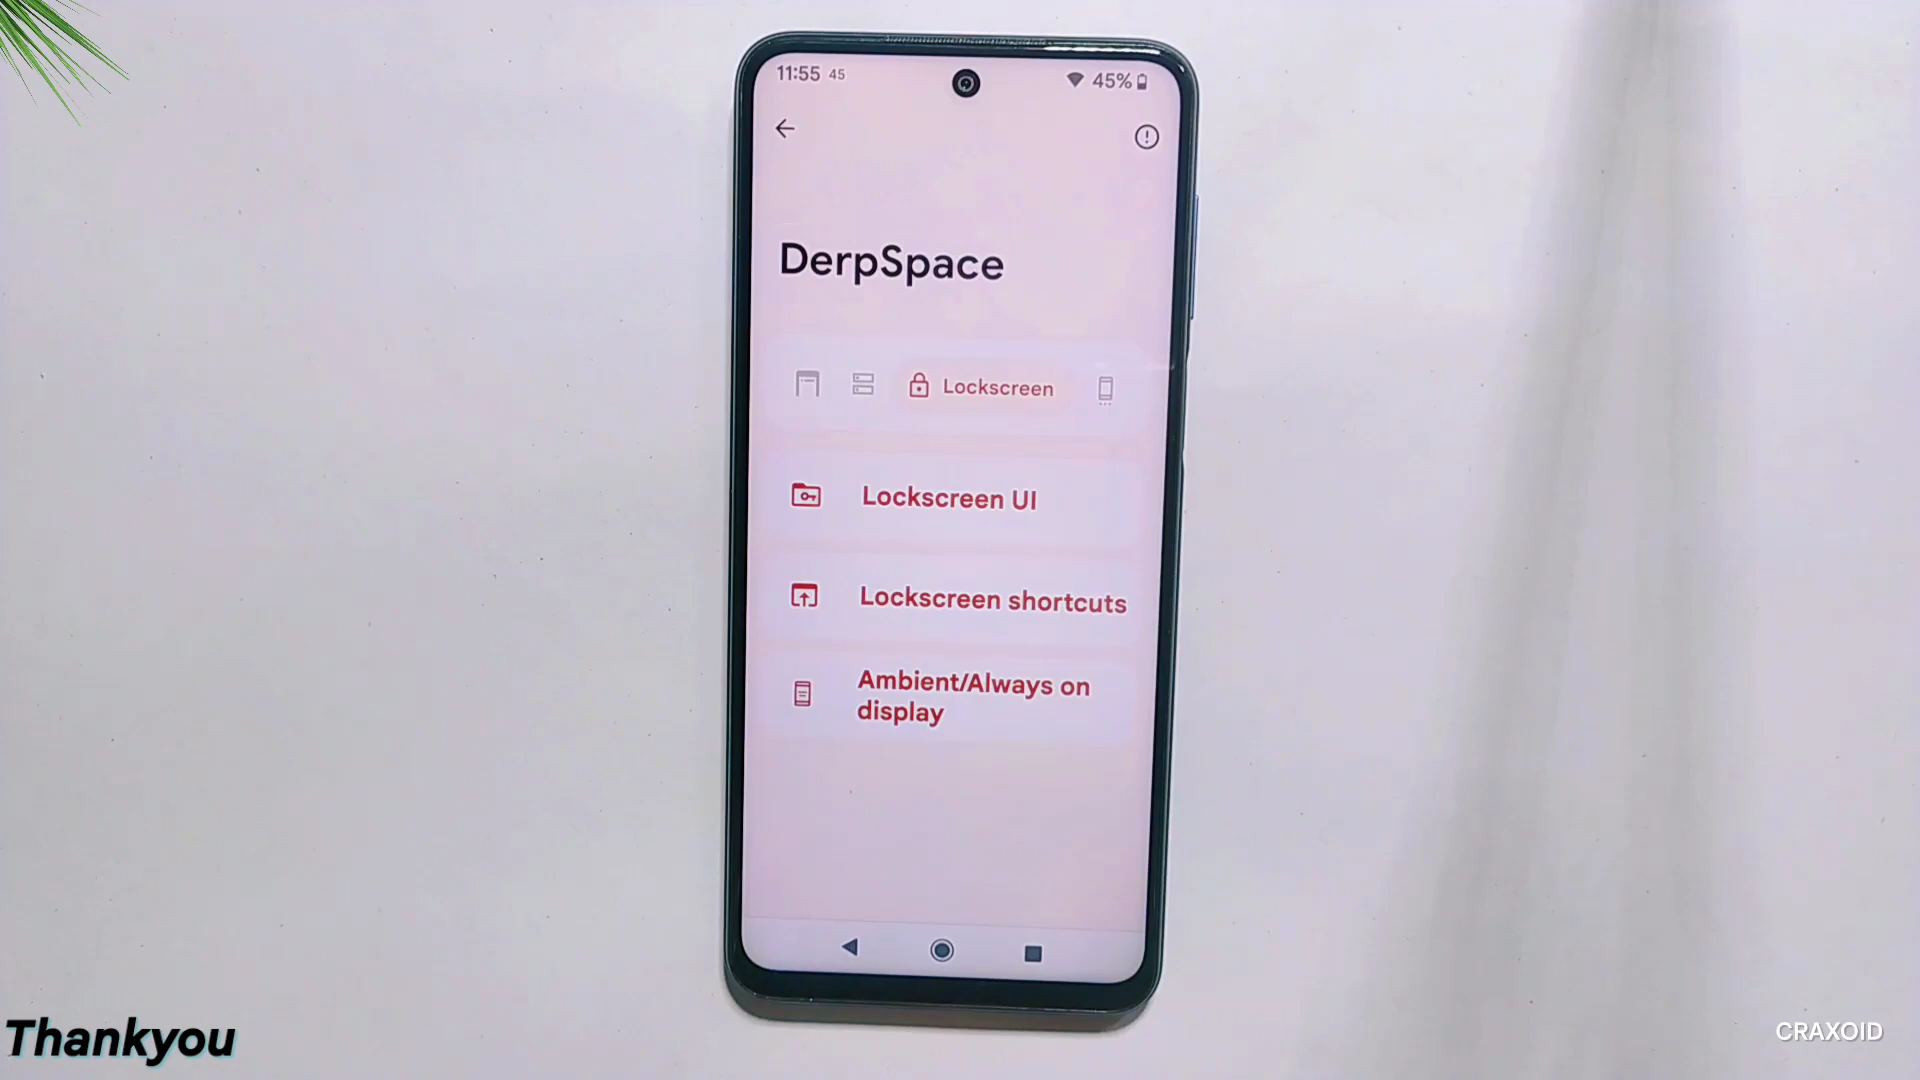 11:55 45
45%
DerpSpace
Lockscreen
Lockscreen UI
Lockscreen shortcuts
Ambient/Always on
display
Thankyou
CRAXOID